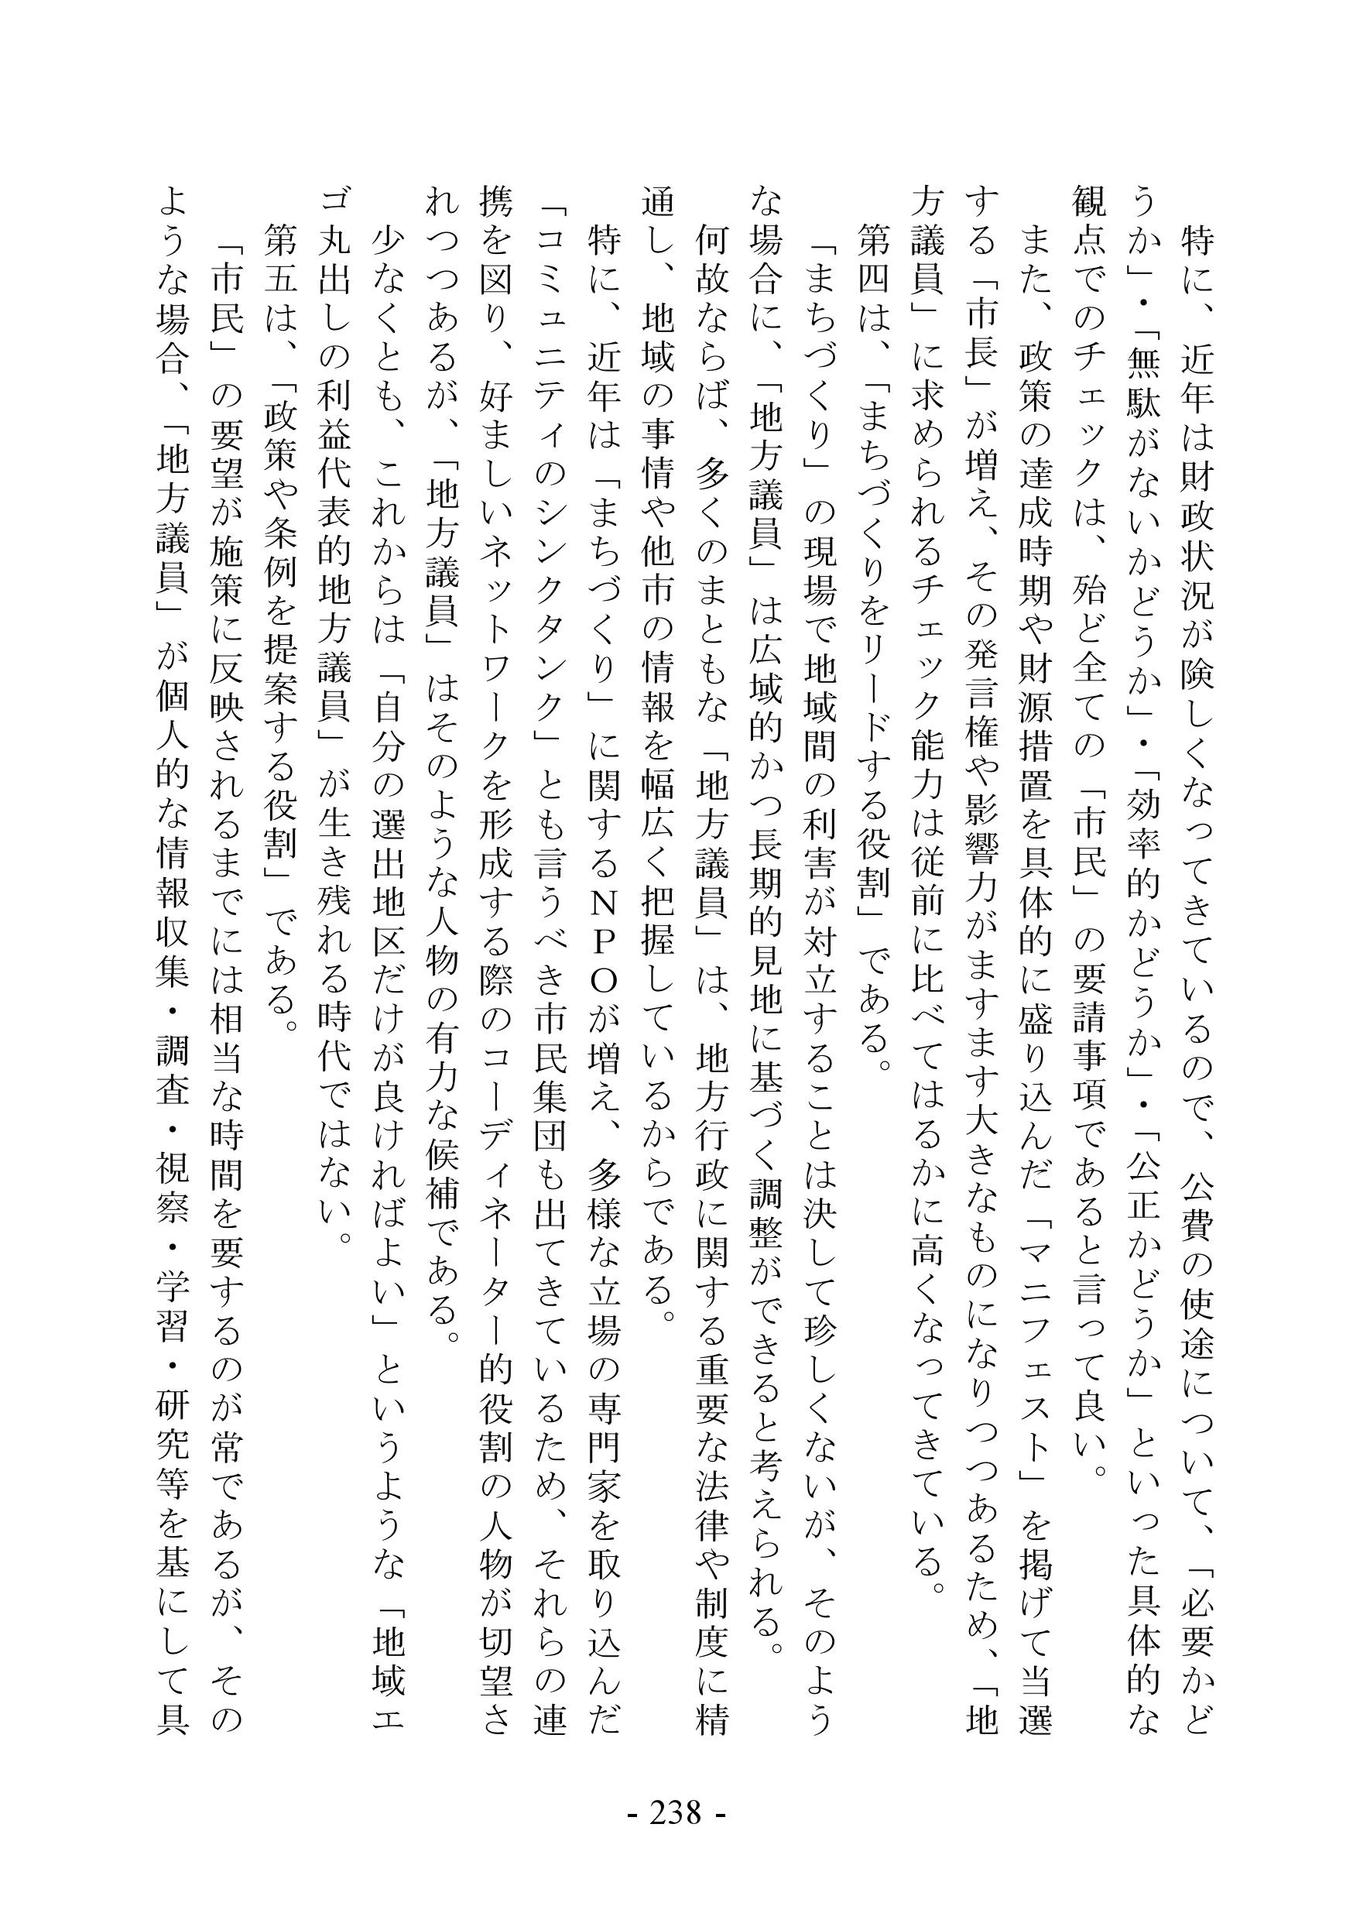 特に、近年は財政状況が険しくなってきているので、公費の使途について、「必要かど
うか」・「無駄がないかどうか」・「効率的かどうか」・「公正かどうか」といった具体的な
観点でのチェックは、殆ど全ての「市民」の要請事項であると言って良い。
　また、政策の達成時期や財源措置を具体的に盛り込んだ「マニフェスト」を掲げて当選
する「市長」が増え、その発言権や影響力がますます大きなものになりつつあるため、「地
方議員」に求められるチェック能力は従前に比べてはるかに高くなってきている。
　第四は、「まちづくりをリードする役割」である。
　「まちづくり」の現場で地域間の利害が対立することは決して珍しくないが、そのよう
な場合に、「地方議員」は広域的かつ長期的見地に基づく調整ができると考えられる。
　何故ならば、多くのまともな「地方議員」は、地方行政に関する重要な法律や制度に精
通し、地域の事情や他市の情報を幅広く把握しているからである。
　特に、近年は「まちづくり」に関するＮＰＯが増え、多様な立場の専門家を取り込んだ
「コミュニティのシンクタンク」とも言うべき市民集団も出てきているため、それらの連
携を図り、好ましいネットワークを形成する際のコーディネーター的役割の人物が切望さ
れつつあるが、「地方議員」はそのような人物の有力な候補である。
　少なくとも、これからは「自分の選出地区だけが良ければよい」というような「地域エ
ゴ丸出しの利益代表的地方議員」が生き残れる時代ではない。
　第五は、「政策や条例を提案する役割」である。
　「市民」の要望が施策に反映されるまでには相当な時間を要するのが常であるが、その
ような場合、「地方議員」が個人的な情報収集・調査・視察・学習・研究等を基にして具
- 238 -